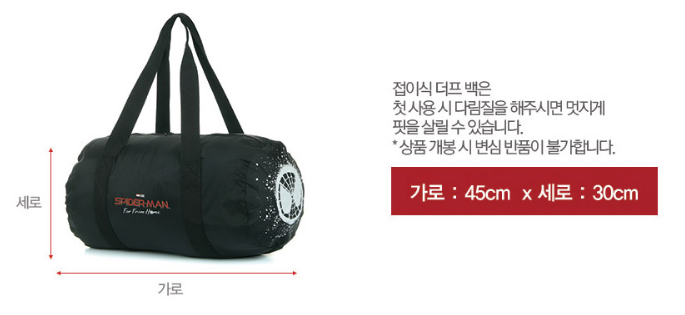 접이식 더프 백은
첫 사용 시 다림질을 해주시면 멋지게
핏을 살릴 수 있습니다.
* 상품 개봉 시 변심 반품이 불가합니다.
세로
SPIDER-MAN
Far From Home
가로 : 45cm x 세로 : 30cm
가로